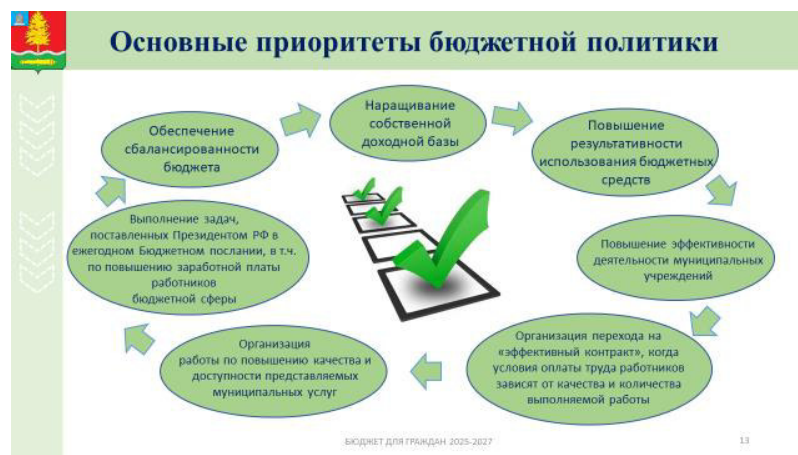 Основные приоритеты бюджетной политики
Обеспечение
сбалансированности
бюджета
Наращивание
собственной
доходной базы
Повышение
результативности
использования бюджетных
средств
Повышение эффективности
деятельности муниципальных
учреждений
Организация перехода на
«эффективный контракт», когда
условия оплаты труда работников
зависят от качества и количества
выполняемой работы
Организация
работы по повышению качества и
доступности представляемых
муниципальных услуг
Выполнение задач,
поставленных Президентом РФ в
ежегодном Бюджетном послании, в т.ч.
по повышению заработной платы
работников
бюджетной сферы
БЮДЖЕТ ДЛЯ ГРАЖДАН 2025-2027
13